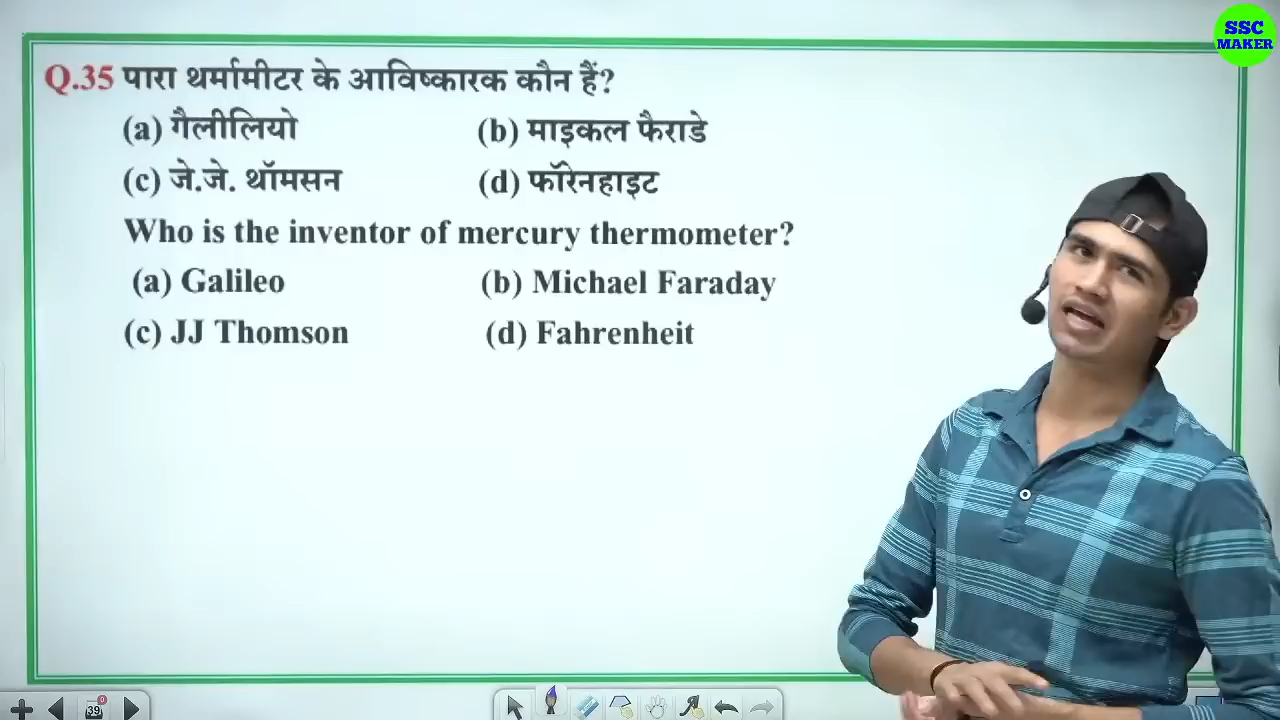 SSC
MAKER
Q.35 पारा थर्मामीटर के आविष्कारक कौन हैं?
(a) गैलीलियो (b) माइकल फैराडे
(c) जे.जे. थॉमसन (d) फॉरेनहाइट
Who is the inventor of mercury thermometer?
(a) Galileo (b) Michael Faraday
(c) JJ Thomson (d) Fahrenheit
39